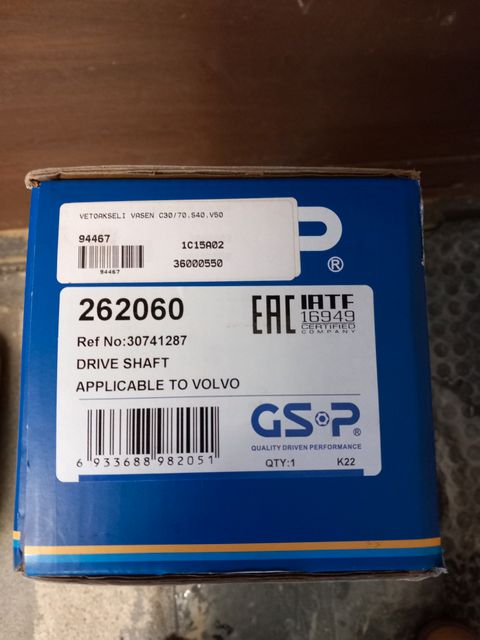 VETOAKSELI VASEN C30/70.S40.V50
94467
1C15A02
94467
36000550
P
®
262060
EAC IATF
16949
CERTIFIED
COMPANY
Ref No:30741287
DRIVE SHAFT
APPLICABLE TO VOLVO
GSP®
QUALITY DRIVEN PERFORMANCE
6 933688 982051
QTY:1
K22